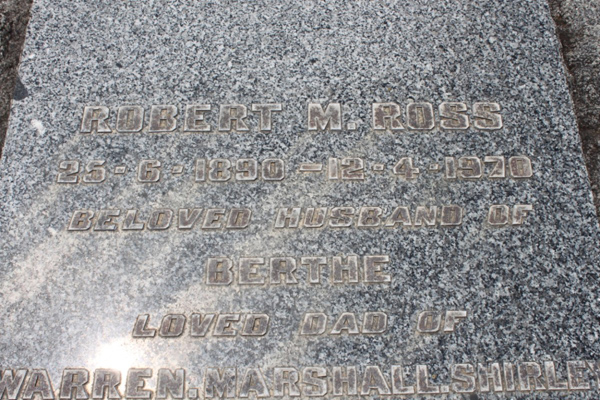 ROBERT M. ROSS
25-6-1890-12-4-1970
BELOVED HUSBAND OF
BERTHE
LOVED DAD OF
WARREN.MARSHALL.SHIRLEY